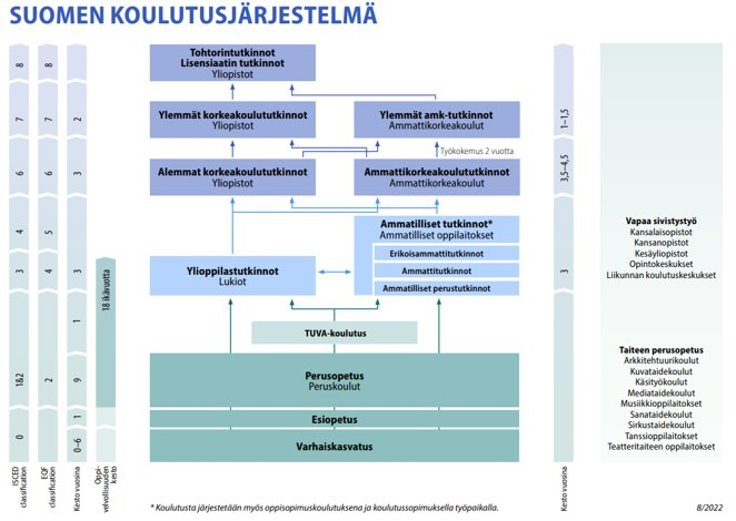 SUOMEN KOULUTUSJÄRJESTELMÄ
8
8
Tohtorintutkinnot
Lisensiaatin tutkinnot
Yliopistot
7
7
2
Ylemmät korkeakoulututkinnot
Yliopistot
Ylemmät amk-tutkinnot
Ammattikorkeakoulut
1–1,5
Työkokemus 2 vuotta
6
6
3
Alemmat korkeakoulututkinnot
Yliopistot
Ammattikorkeakoulututkinnot
Ammattikorkeakoulut
3,5–4,5
4
5
Ammatilliset tutkinnot*
Ammatilliset oppilaitokset
Erikoisammattitutkinnot
Ammattitutkinnot
Ammatilliset perustutkinnot
3
4
3
18 ikävuotta
Ylioppilastutkinnot
Lukiot
3
1
TUVA-koulutus
1&2
2
9
Perusopetus
Peruskoulut
1
Esiopetus
0
0–6
Varhaiskasvatus
ISCED
classification
EQF
classification
Kesto vuosina
Oppi-
velvollisuuden
kesto
Kesto vuosina
Vapaa sivistystyö
Kansalaisopistot
Kansanopistot
Kesäyliopistot
Opintokeskukset
Liikunnan koulutuskeskukset
Taiteen perusopetus
Arkkitehtuurikoulut
Kuvataidekoulut
Käsityökoulut
Mediataidekoulut
Musiikkioppilaitokset
Sanataidekoulut
Sirkustaidekoulut
Tanssioppilaitokset
Teatteritaiteen oppilaitokset
* Koulutusta järjestetään myös oppisopimuskoulutuksena ja koulutussopimuksella työpaikalla.
8/2022